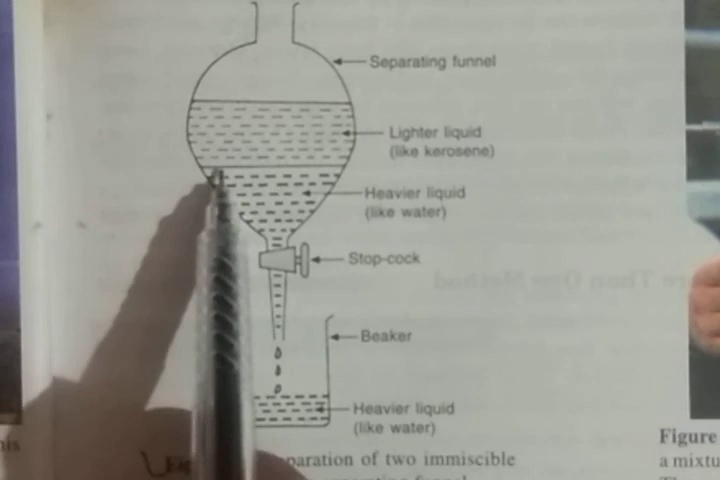 Separating funnel
Lighter liquid
(like kerosene)
Heavier liquid
(like water)
Stop-cock
Beaker
Heavier liquid
(like water)
paration of two immiscible
Figure
a mixtu